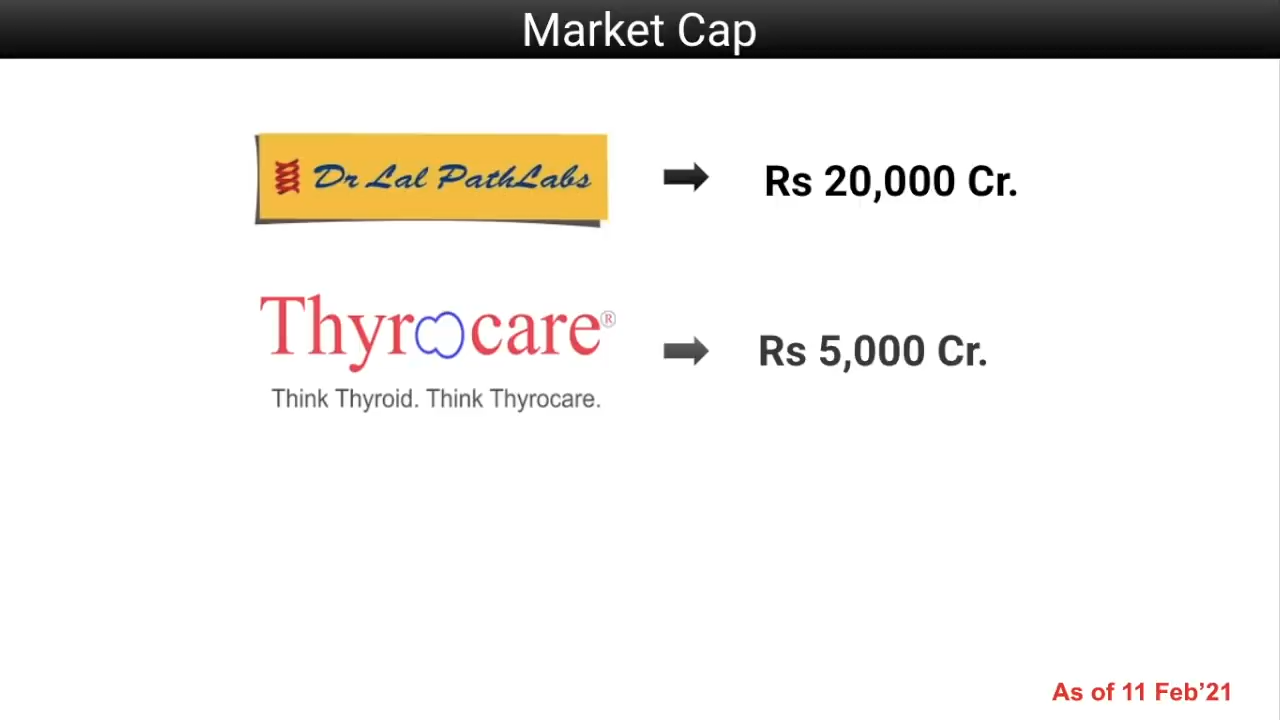 Market Cap
Dr Lal PathLabs
Rs 20,000 Cr.
Thyrocare®
Rs 5,000 Cr.
Think Thyroid. Think Thyrocare.
As of 11 Feb’21